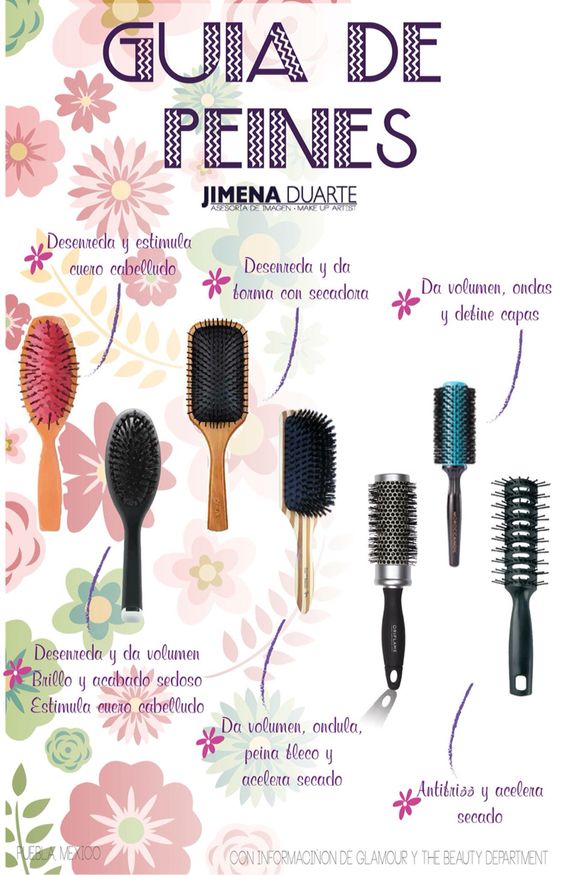 GUIA DE
PEINES
JIMENA DUARTE
ASESORÍA DE IMAGEN · MAKE UP ARTIST
Desenreda y estimula
cuero cabelludo
Desenreda y da
forma con secadora
Da volumen, ondas
y define capas
ORIFLAME
Desenreda y da volumen
Brillo y acabado sedoso
Estimula cuero cabelludo
Da volumen, ondula,
peina fleco y
acelera secado
Antifrizz y acelera
secado
PUEBLA, MEXICO
CON INFORMACINON DE GLAMOUR Y THE BEAUTY DEPARTMENT